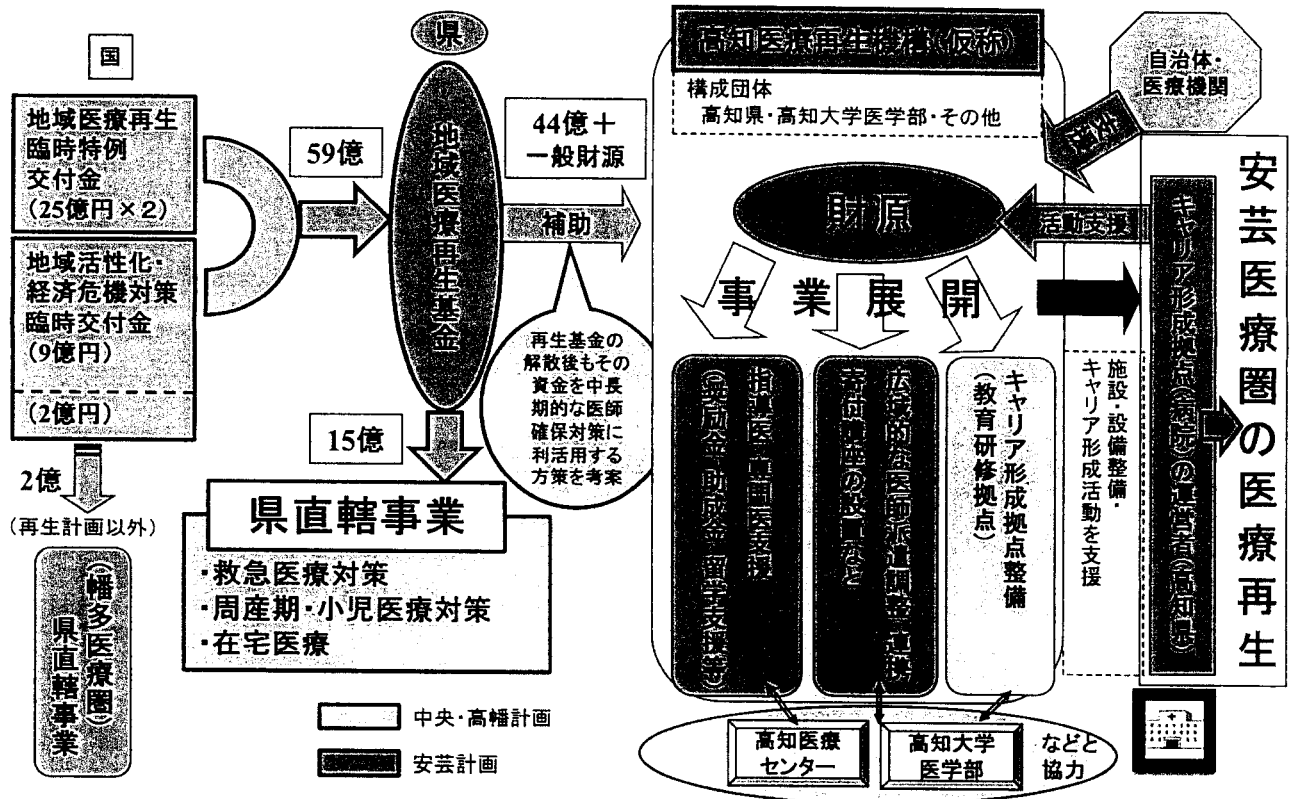 国
地域医療再生
臨時特例
交付金
(25億円×2)
地域活性化・
経済危機対策
臨時交付金
(9億円)
(2億円)
2億
(再生計画以外)
(幡多医療圏)
県直轄事業
59億
県
地域医療再生基金
44億+
一般財源
補助
再生基金の
解散後もその
資金を中長
期的な医師
確保対策に
利活用する
方策を考案
15億
県直轄事業
・救急医療対策
・周産期・小児医療対策
・在宅医療
中央・高幡計画
安芸計画
高知医療再生機構(仮称)
構成団体
高知県・高知大学医学部・その他
自治体・
医療機関
財源
活動支援
事業展開
キャリア形成拠点整備
(教育研修拠点)
広域的な医師派遣調整・連携
寄付講座の設置など
(奨励金・助成金・留学支援等)
施設・設備整備・
キャリア形成活動を支援
キャリア形成拠点(病院)の運営者(高知県)
安芸医療圏の医療再生
高知医療
センター
高知大学
医学部
などと
協力